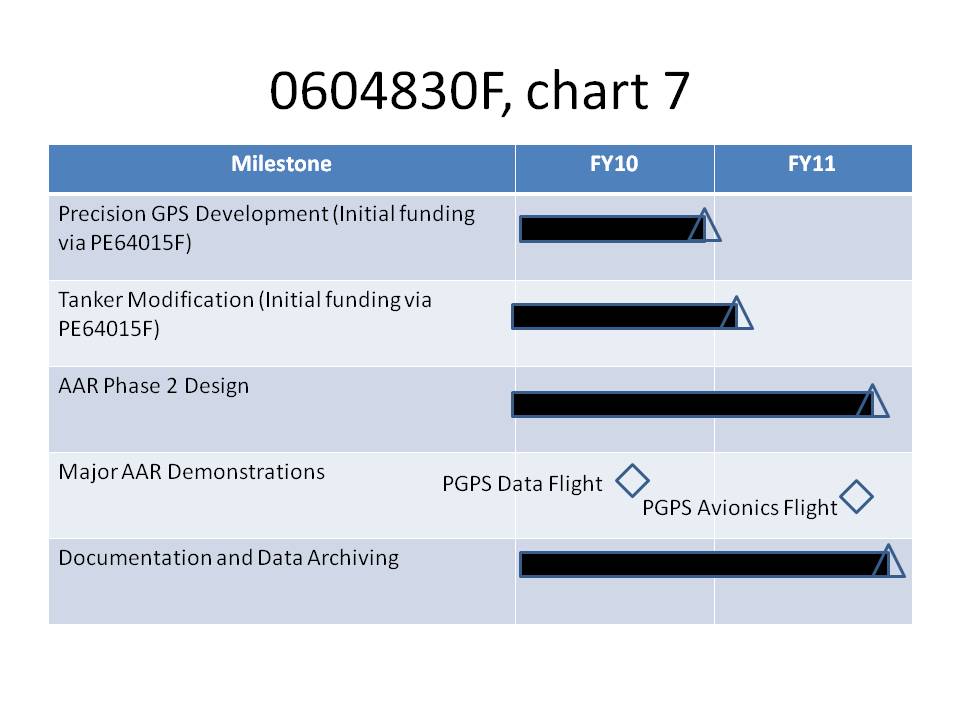 0604830F, chart 7
Milestone FY10 FY11
Precision GPS Development (Initial funding
via PE64015F)
Tanker Modification (Initial funding via
PE64015F)
AAR Phase 2 Design
Major AAR Demonstrations
PGPS Data Flight
PGPS Avionics Flight
Documentation and Data Archiving